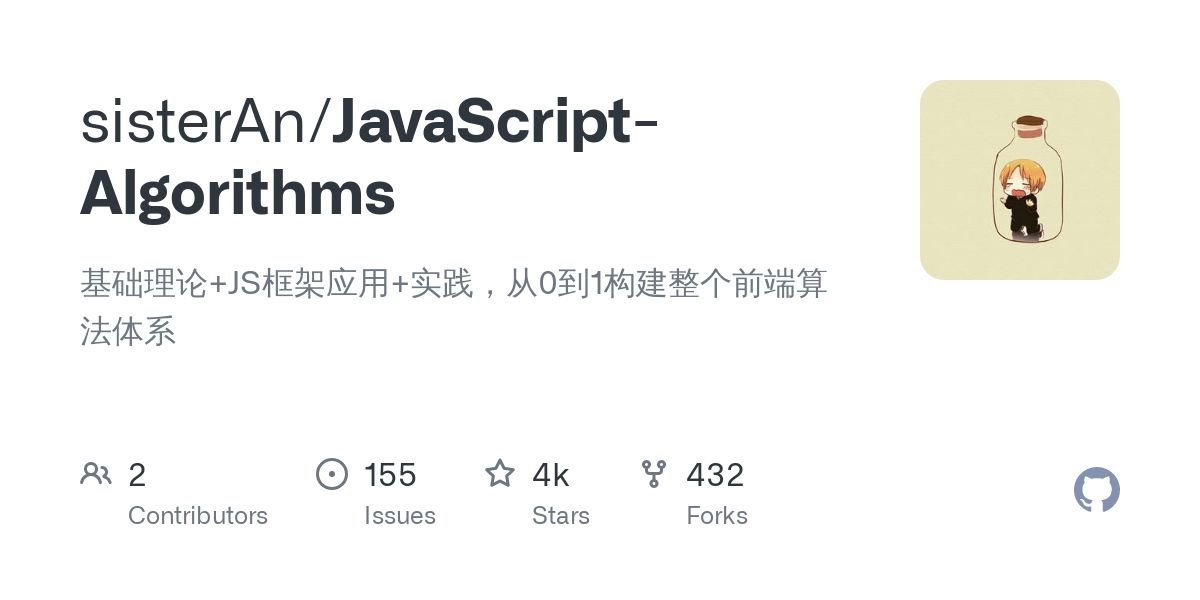 sisterAn/JavaScript-
Algorithms
基础理论+JS框架应用+实践，从0到1构建整个前端算
法体系
2
Contributors
155
Issues
4k
Stars
432
Forks